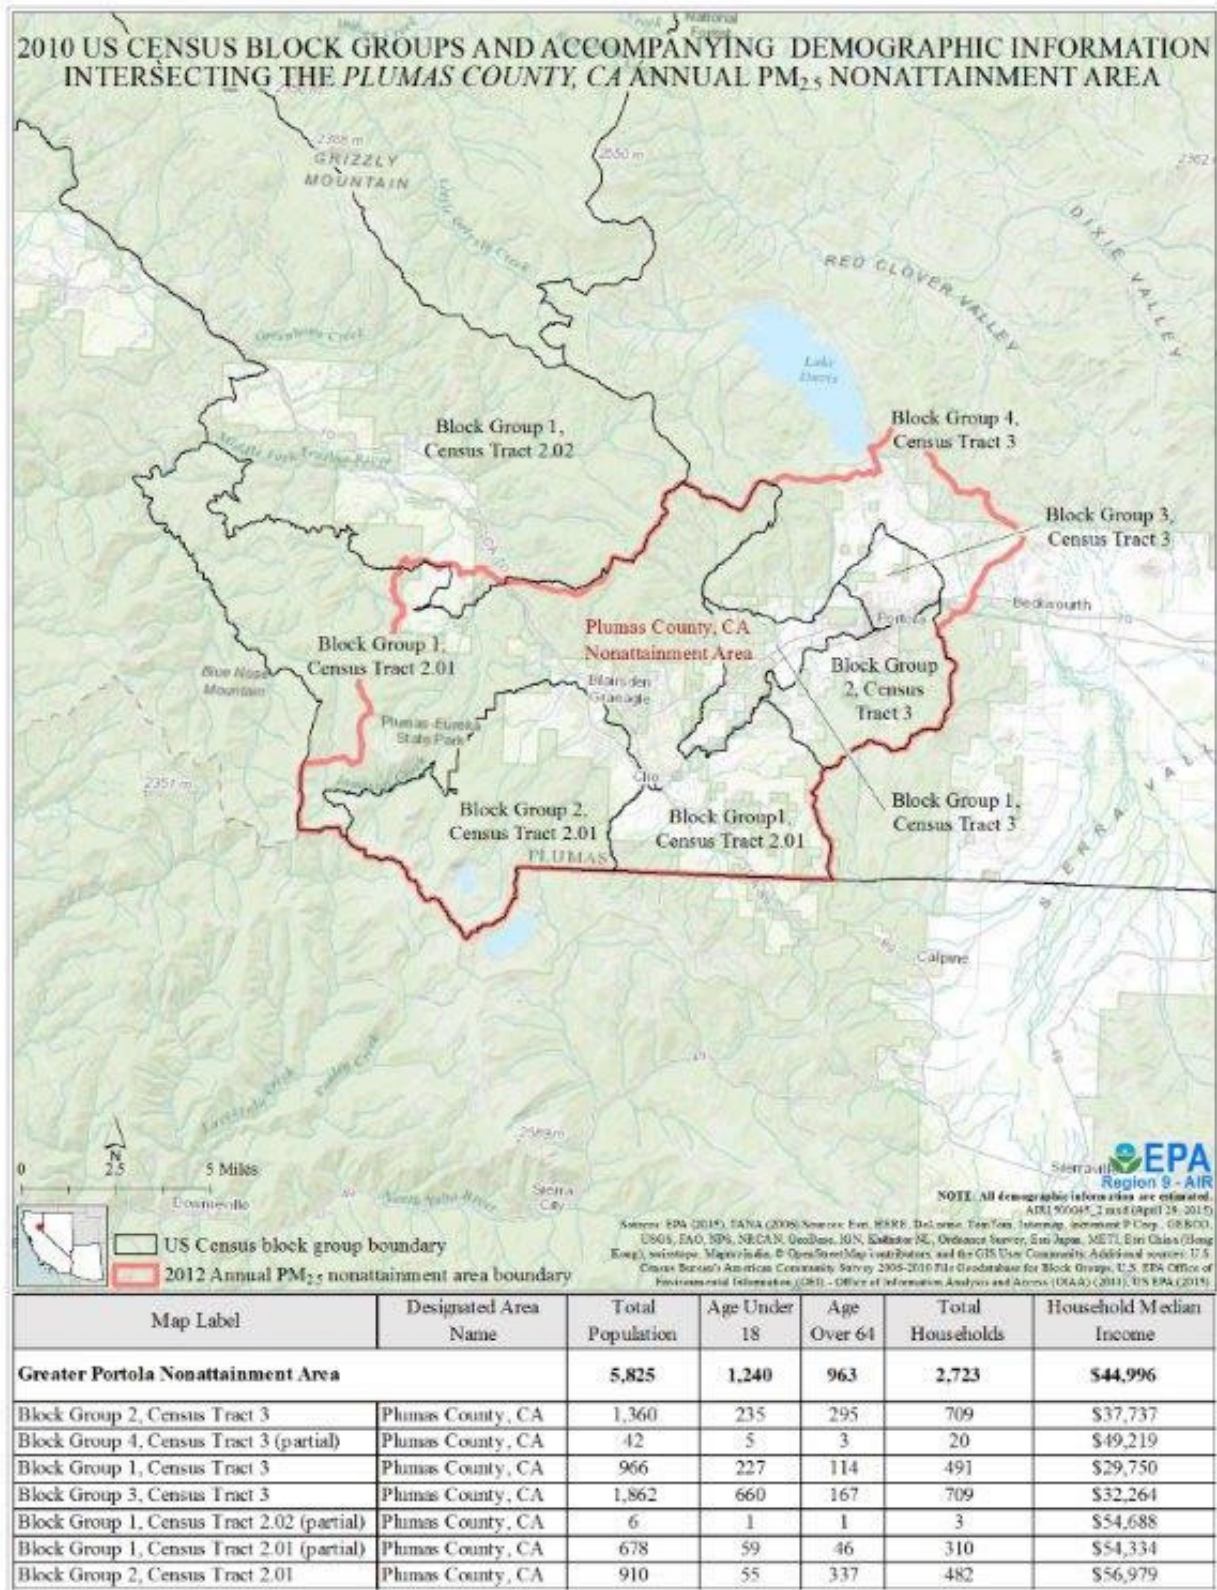 2010 US CENSUS BLOCK GROUPS AND ACCOMPANYING DEMOGRAPHIC INFORMATION
INTERSECTING THE PLUMAS COUNTY, CA ANNUAL PM2.5 NONATTAINMENT AREA
National
2388 m
GRIZZLY
MOUNTAIN
2550 m
2362
DIXIE VALLEY
RED CLOVER VALLEY
Lake
Davis
Block Group 1,
Census Tract 2.02
Block Group 4,
Census Tract 3
Block Group 3,
Census Tract 3
Beckwourth
70
Portola
Plumas County, CA
Nonattainment Area
Block Group 1,
Census Tract 2.01
Blue Nose
Mountain
Blairsden
Graeagle
Block Group
2, Census
Tract 3
Plumas-Eureka
State Park
2351 m
Clio
Block Group 2,
Census Tract 2.01
Block Group1,
Census Tract 2.01
Block Group 1,
Census Tract 3
PLUMAS
SIERRA VALL
Calpine
89
49
2589 m
N
0 2.5 5 Miles
Downieville
Sierra
City
EPA
Region 9 - AIR
NOTE: All demographic information are estimated.
US Census block group boundary
2012 Annual PM2.5 nonattainment area boundary
Map Label Designated Area Name Total Population Age Under 18 Age Over 64 Total Households Household Median Income
Greater Portola Nonattainment Area 5,825 1,240 963 2,723 $44,996
Block Group 2, Census Tract 3 Plumas County, CA 1,360 235 295 709 $37,737
Block Group 4, Census Tract 3 (partial) Plumas County, CA 42 5 3 20 $49,219
Block Group 1, Census Tract 3 Plumas County, CA 966 227 114 491 $29,750
Block Group 3, Census Tract 3 Plumas County, CA 1,862 660 167 709 $32,264
Block Group 1, Census Tract 2.02 (partial) Plumas County, CA 6 1 1 3 $54,688
Block Group 1, Census Tract 2.01 (partial) Plumas County, CA 678 59 46 310 $54,334
Block Group 2, Census Tract 2.01 Plumas County, CA 910 55 337 482 $56,979